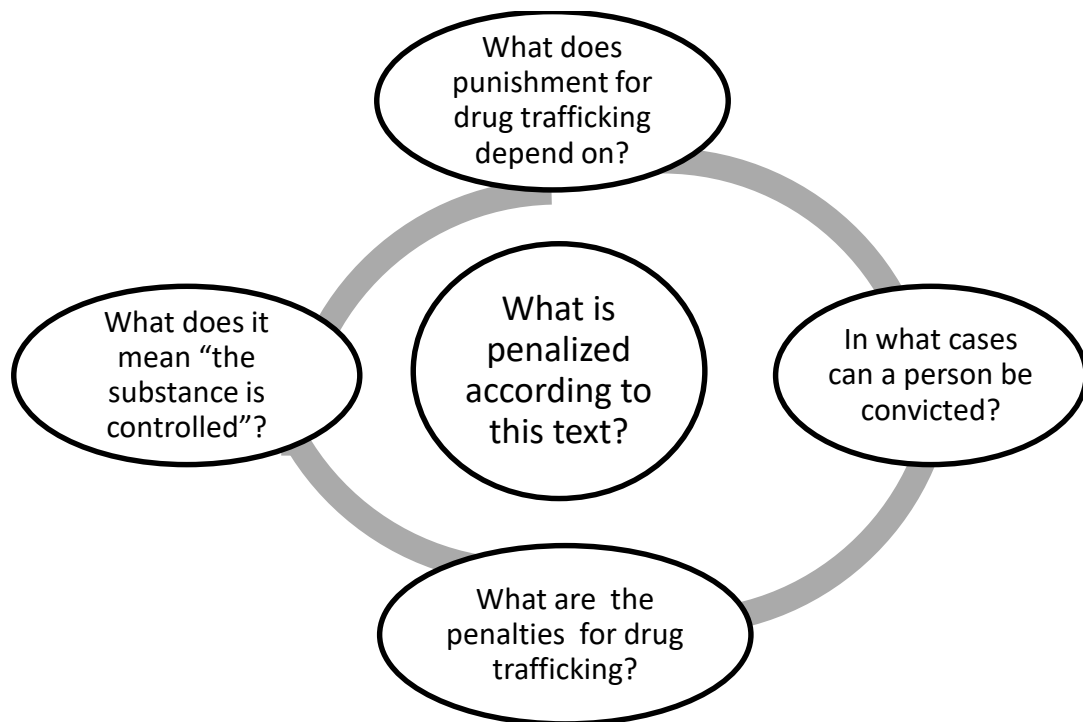 What does
punishment for
drug trafficking
depend on?
What does it
mean “the
substance is
controlled”?
What is
penalized
according to
this text?
In what cases
can a person be
convicted?
What are the
penalties for drug
trafficking?